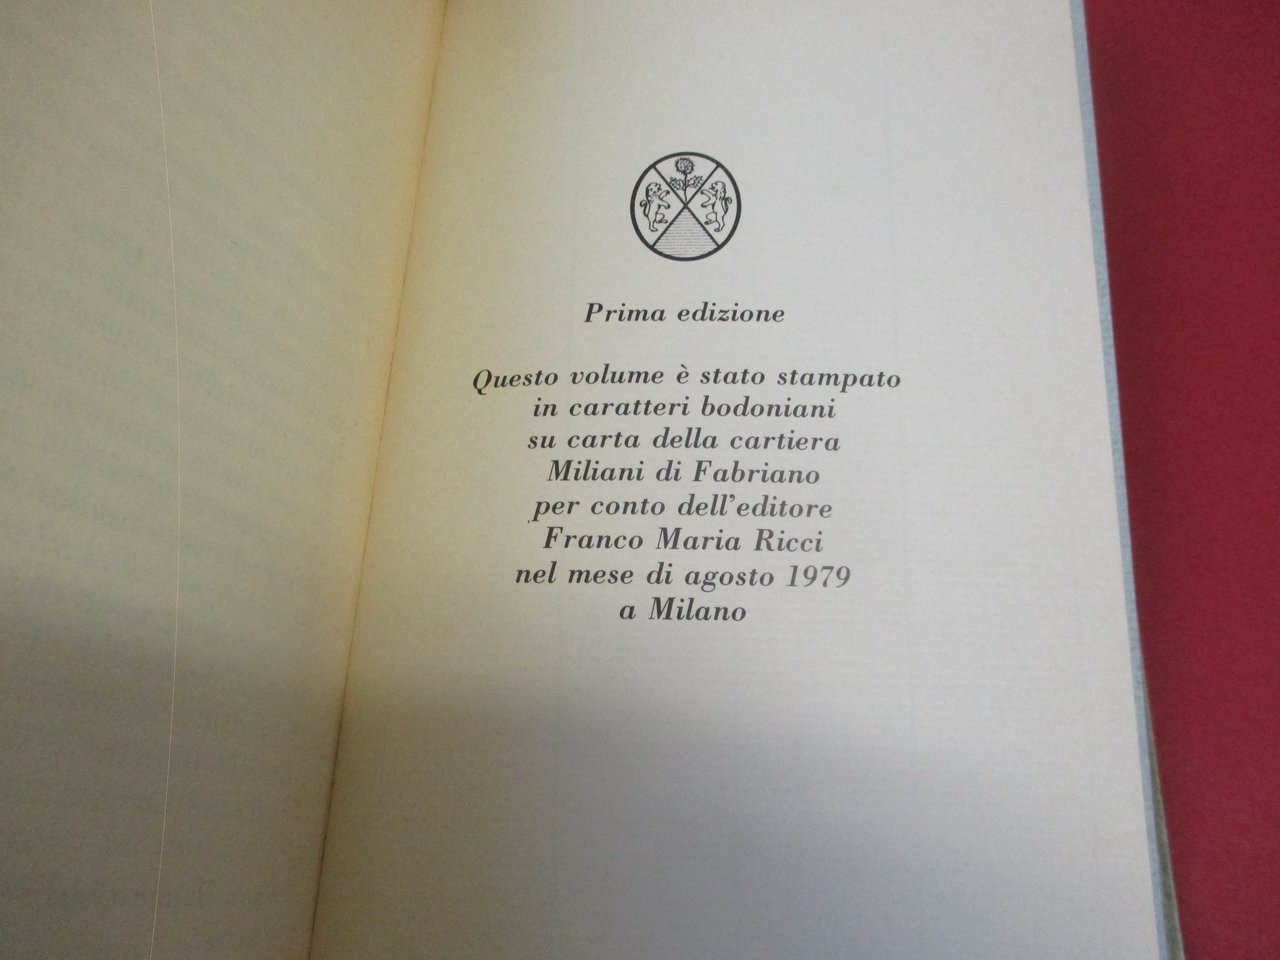 Prima edizione
Questo volume è stato stampato
in caratteri bodoniani
su carta della cartiera
Miliani di Fabriano
per conto dell'editore
Franco Maria Ricci
nel mese di agosto 1979
a Milano